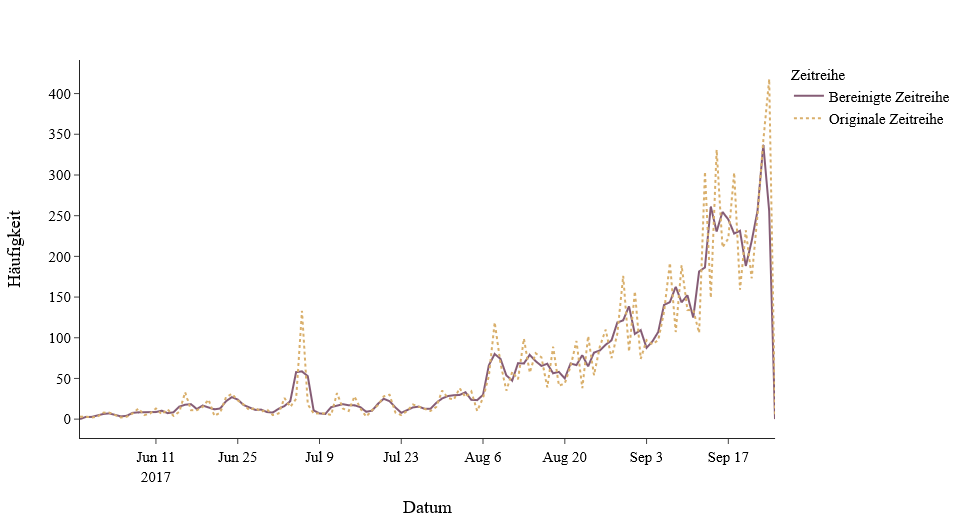 Zeitreihe
Bereinigte Zeitreihe
Originale Zeitreihe
Häufigkeit
400
350
300
250
200
150
100
50
0
Jun 11
2017
Jun 25
Jul 9
Jul 23
Aug 6
Aug 20
Sep 3
Sep 17
Datum